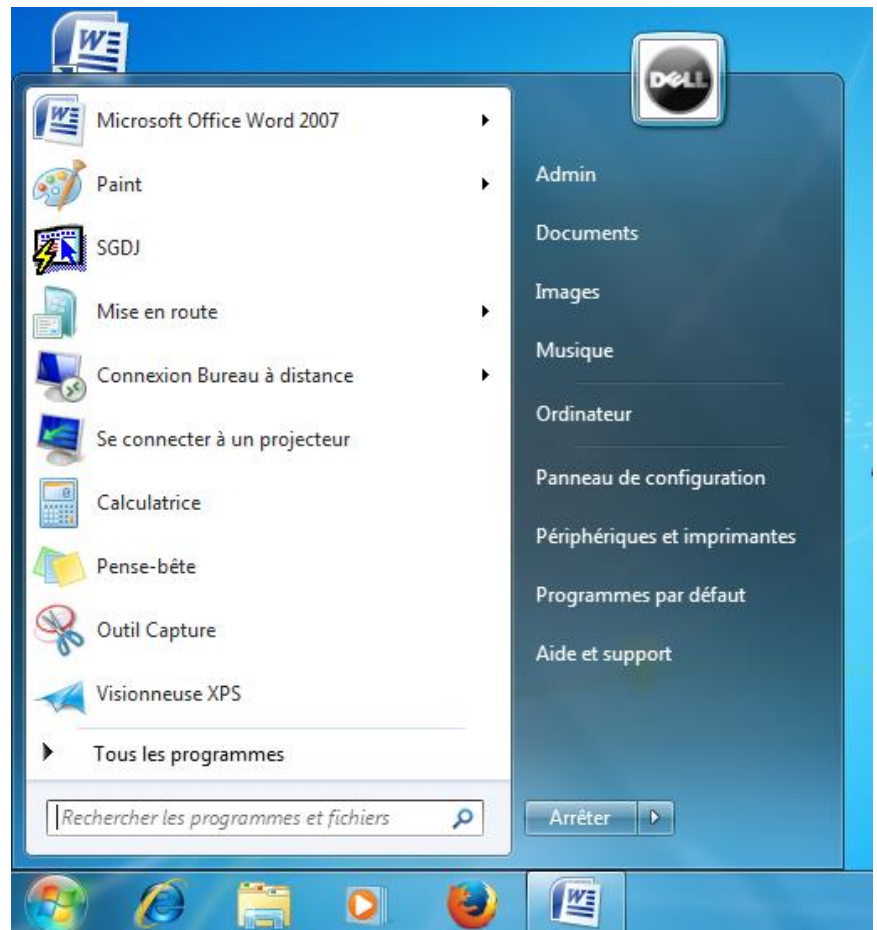 W
DELL
Microsoft Office Word 2007
Paint
SGDJ
Mise en route
Connexion Bureau à distance
Se connecter à un projecteur
Calculatrice
Pense-bête
Outil Capture
Visionneuse XPS
Tous les programmes
Rechercher les programmes et fichiers
Admin
Documents
Images
Musique
Ordinateur
Panneau de configuration
Périphériques et imprimantes
Programmes par défaut
Aide et support
Arrêter